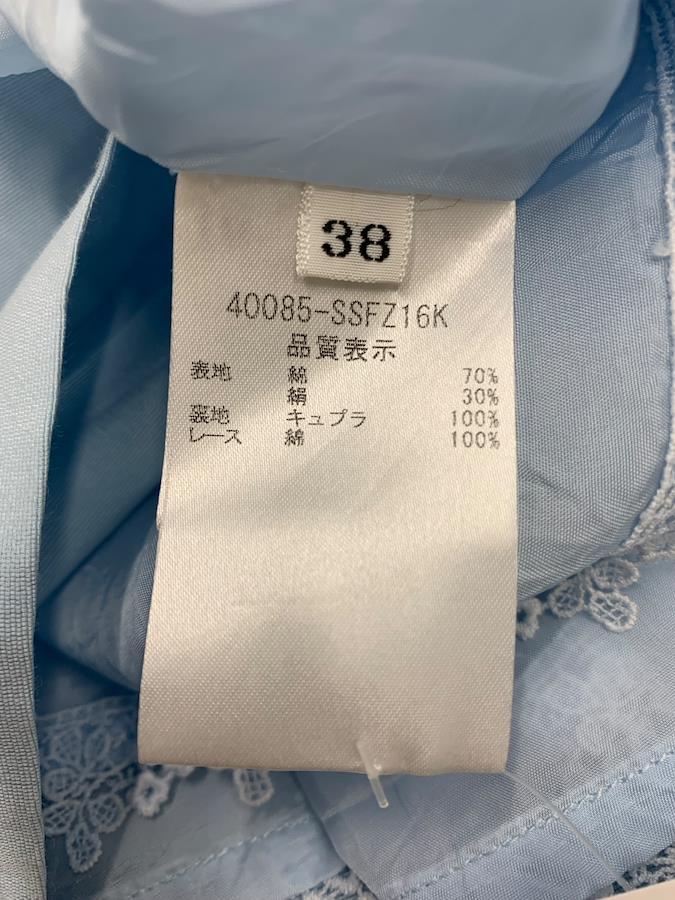 38
40085-SSFZ16K
品質表示
表地 綿 70%
絹 30%
裏地 キュプラ 100%
レース 綿 100%